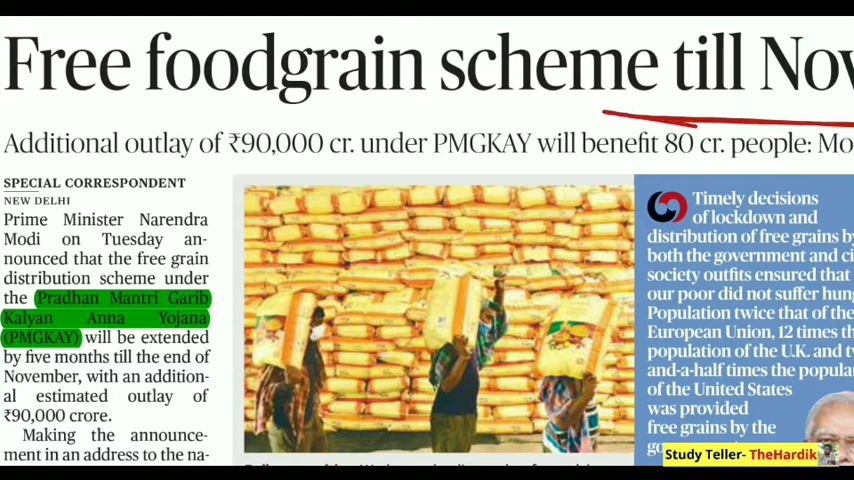 Free foodgrain scheme till Nov
Additional outlay of ₹90,000 cr. under PMGKAY will benefit 80 cr. people: Mo
SPECIAL CORRESPONDENT
NEW DELHI
Prime Minister Narendra
Modi on Tuesday an-
nounced that the free grain
distribution scheme under
the Pradhan Mantri Garib
Kalyan Anna Yojana
(PMGKAY) will be extended
by five months till the end of
November, with an addition-
al estimated outlay of
₹90,000 crore.
Making the announce-
ment in an address to the na-
Timely decisions
of lockdown and
distribution of free grains by
both the government and ci
society outfits ensured that
our poor did not suffer hung
Population twice that of the
European Union, 12 times th
population of the U.K. and tw
and-a-half times the popula
of the United States
was provided
free grains by the
Study Teller- TheHardik